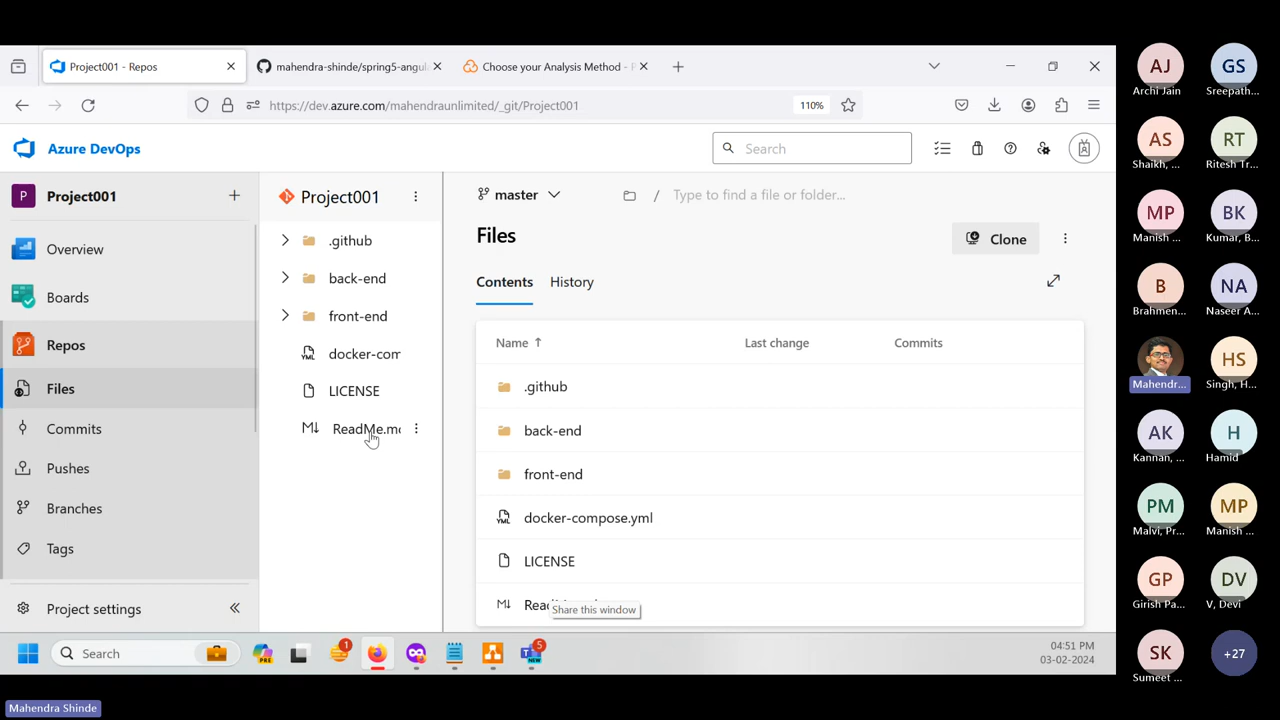 Project001 - Repos
mahendra-shinde/spring5-angul
Choose your Analysis Method - P
https://dev.azure.com/mahendraunlimited/_git/Project001
110%
Azure DevOps
Search
P
Project001
Overview
Boards
Repos
Files
Commits
Pushes
Branches
Tags
Project settings
Project001
.github
back-end
front-end
docker-com
LICENSE
ReadMe.md
master
/
Type to find a file or folder...
Files
Clone
Contents
History
Name
Last change
Commits
.github
back-end
front-end
docker-compose.yml
LICENSE
Read
Share this window
Search
PRE
1
NEW
5
04:51 PM
03-02-2024
AJ
Archi Jain
GS
Sreepath...
AS
Shaikh, ...
RT
Ritesh Tr...
MP
Manish ...
BK
Kumar, B...
B
Brahmen...
NA
Naseer A...
Mahendr...
HS
Singh, H...
AK
Kannan, ...
H
Hamid
PM
Malvi, Pr...
MP
Manish ...
GP
Girish Pa...
DV
V, Devi
SK
Sumeet ...
+27
Mahendra Shinde